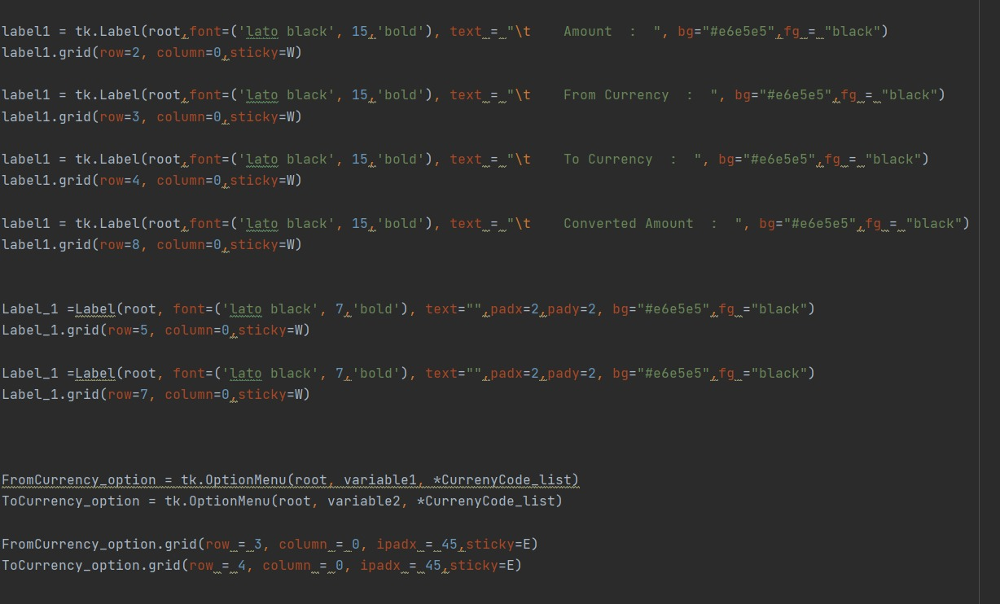 label1 = tk.Label(root,font=('lato black', 15,'bold'), text = "\t    Amount  :  ", bg="#e6e5e5",fg = "black")
label1.grid(row=2, column=0,sticky=W)
label1 = tk.Label(root,font=('lato black', 15,'bold'), text = "\t    From Currency  :  ", bg="#e6e5e5",fg = "black")
label1.grid(row=3, column=0,sticky=W)
label1 = tk.Label(root,font=('lato black', 15,'bold'), text = "\t    To Currency  :  ", bg="#e6e5e5",fg = "black")
label1.grid(row=4, column=0,sticky=W)
label1 = tk.Label(root,font=('lato black', 15,'bold'), text = "\t    Converted Amount  :  ", bg="#e6e5e5",fg = "black")
label1.grid(row=8, column=0,sticky=W)
Label_1 =Label(root, font=('lato black', 7,'bold'), text="",padx=2,pady=2, bg="#e6e5e5",fg ="black")
Label_1.grid(row=5, column=0,sticky=W)
Label_1 =Label(root, font=('lato black', 7,'bold'), text="",padx=2,pady=2, bg="#e6e5e5",fg ="black")
Label_1.grid(row=7, column=0,sticky=W)
FromCurrency_option = tk.OptionMenu(root, variable1, *CurrenyCode_list)
ToCurrency_option = tk.OptionMenu(root, variable2, *CurrenyCode_list)
FromCurrency_option.grid(row = 3, column = 0, ipadx = 45,sticky=E)
ToCurrency_option.grid(row = 4, column = 0, ipadx = 45,sticky=E)